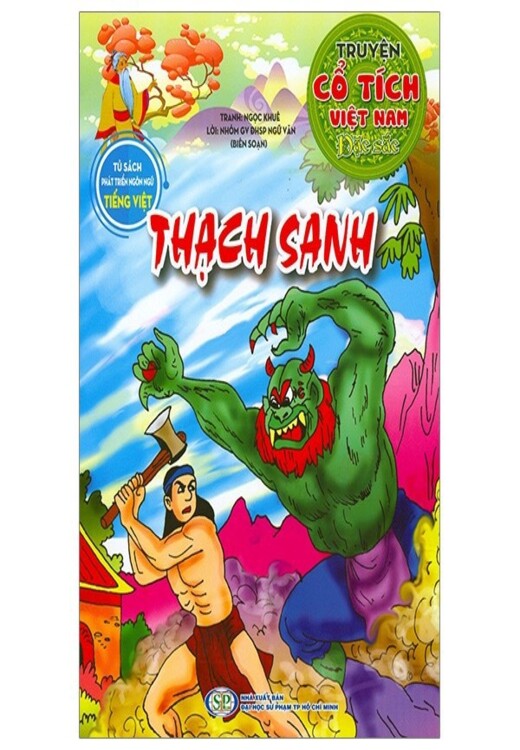 TRUYỆN
CỔ TÍCH
VIỆT NAM
Đặc sắc
TRANH: NGỌC KHUÊ
LỜI: NHÓM GV ĐHSP NGỮ VĂN
(BIÊN SOẠN)
TỦ SÁCH
PHÁT TRIỂN NGÔN NGỮ
TIẾNG VIỆT
THẠCH SANH
SP
NHÀ XUẤT BẢN
ĐẠI HỌC SƯ PHẠM TP HỒ CHÍ MINH